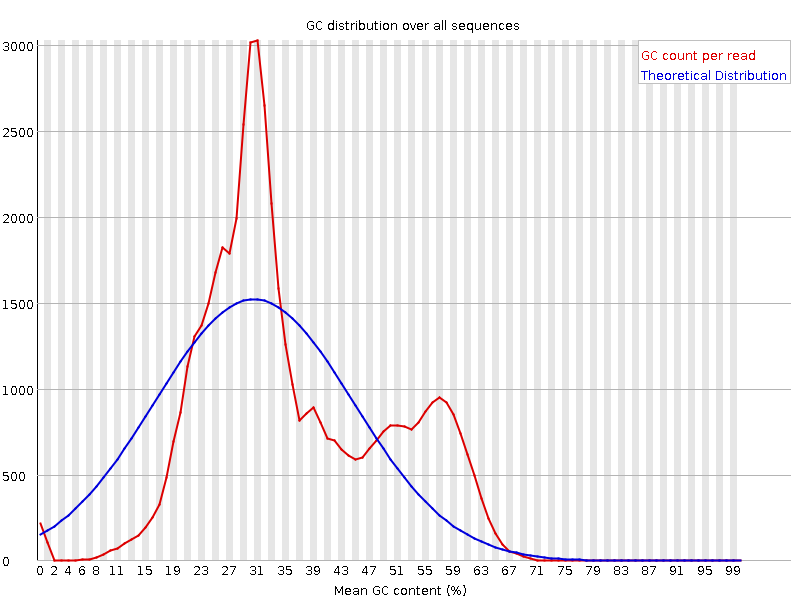 GC distribution over all sequences
GC count per read
Theoretical Distribution
3000
2500
2000
1500
1000
500
0
0 2 4 6 8 11 15 19 23 27 31 35 39 43 47 51 55 59 63 67 71 75 79 83 87 91 95 99
Mean GC content (%)